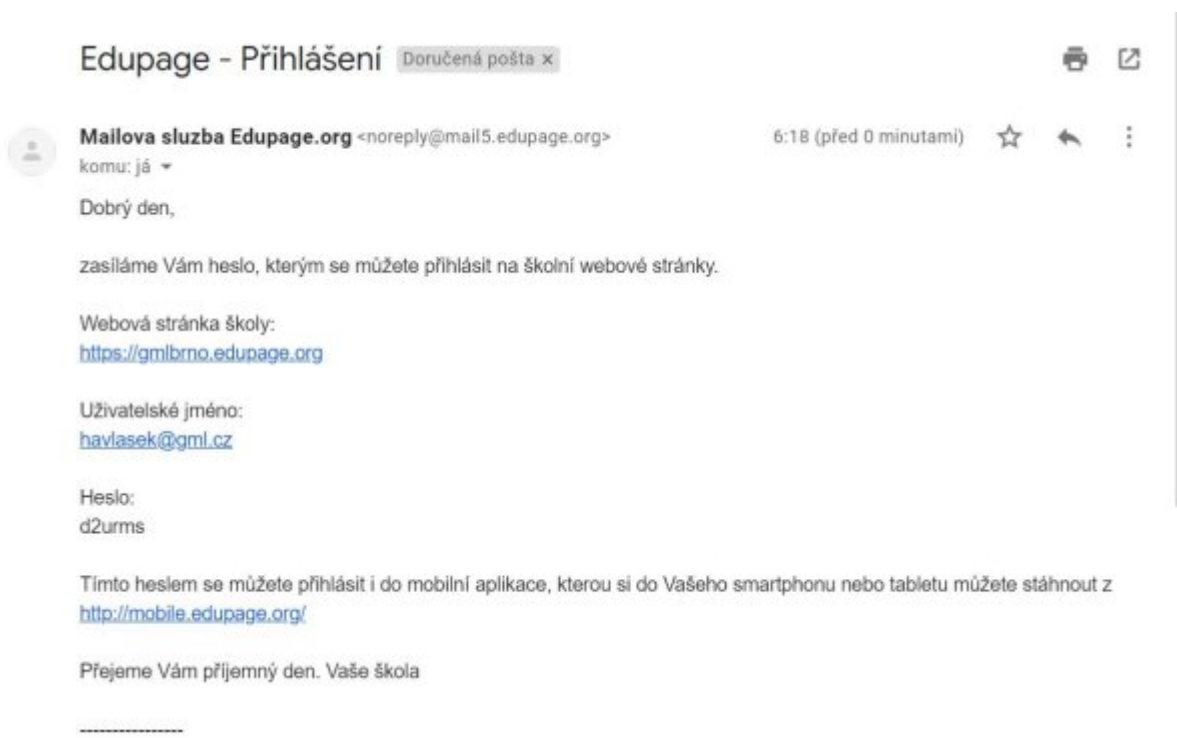 Edupage - Přihlášení Doručená pošta x
Mailova sluzba Edupage.org <noreply@mail5.edupage.org> 6:18 (před 0 minutami)
komu: já
Dobrý den,
zasíláme Vám heslo, kterým se můžete přihlásit na školní webové stránky.
Webová stránka školy:
https://gmlbrno.edupage.org
Uživatelské jméno:
havlasek@gml.cz
Heslo:
d2urms
Tímto heslem se můžete přihlásit i do mobilní aplikace, kterou si do Vašeho smartphonu nebo tabletu můžete stáhnout z
http://mobile.edupage.org/
Přejeme Vám příjemný den. Vaše škola
----------------